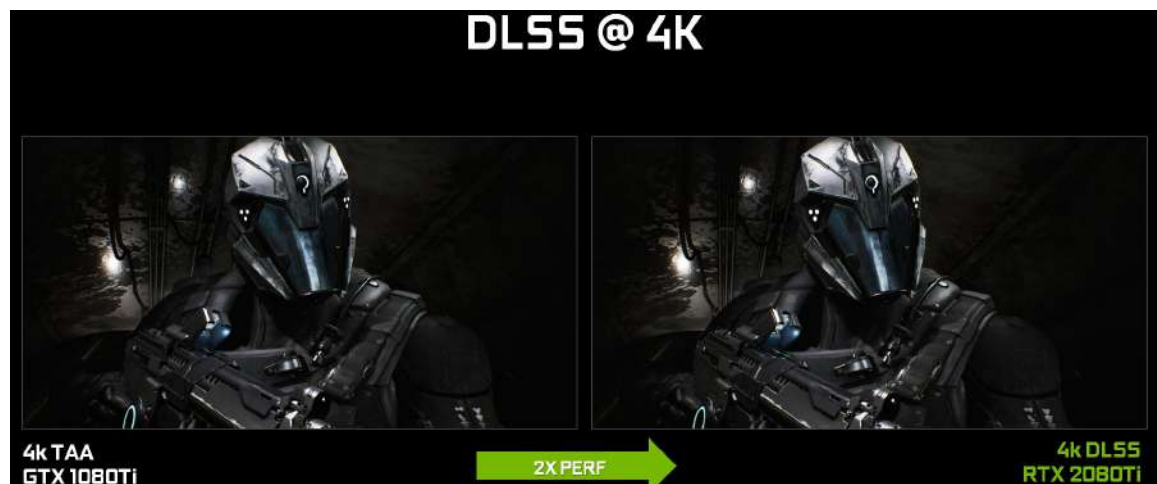 DLSS @ 4K
4k TAA
GTX 1080Ti
2X PERF
4k DLSS
RTX 2080Ti